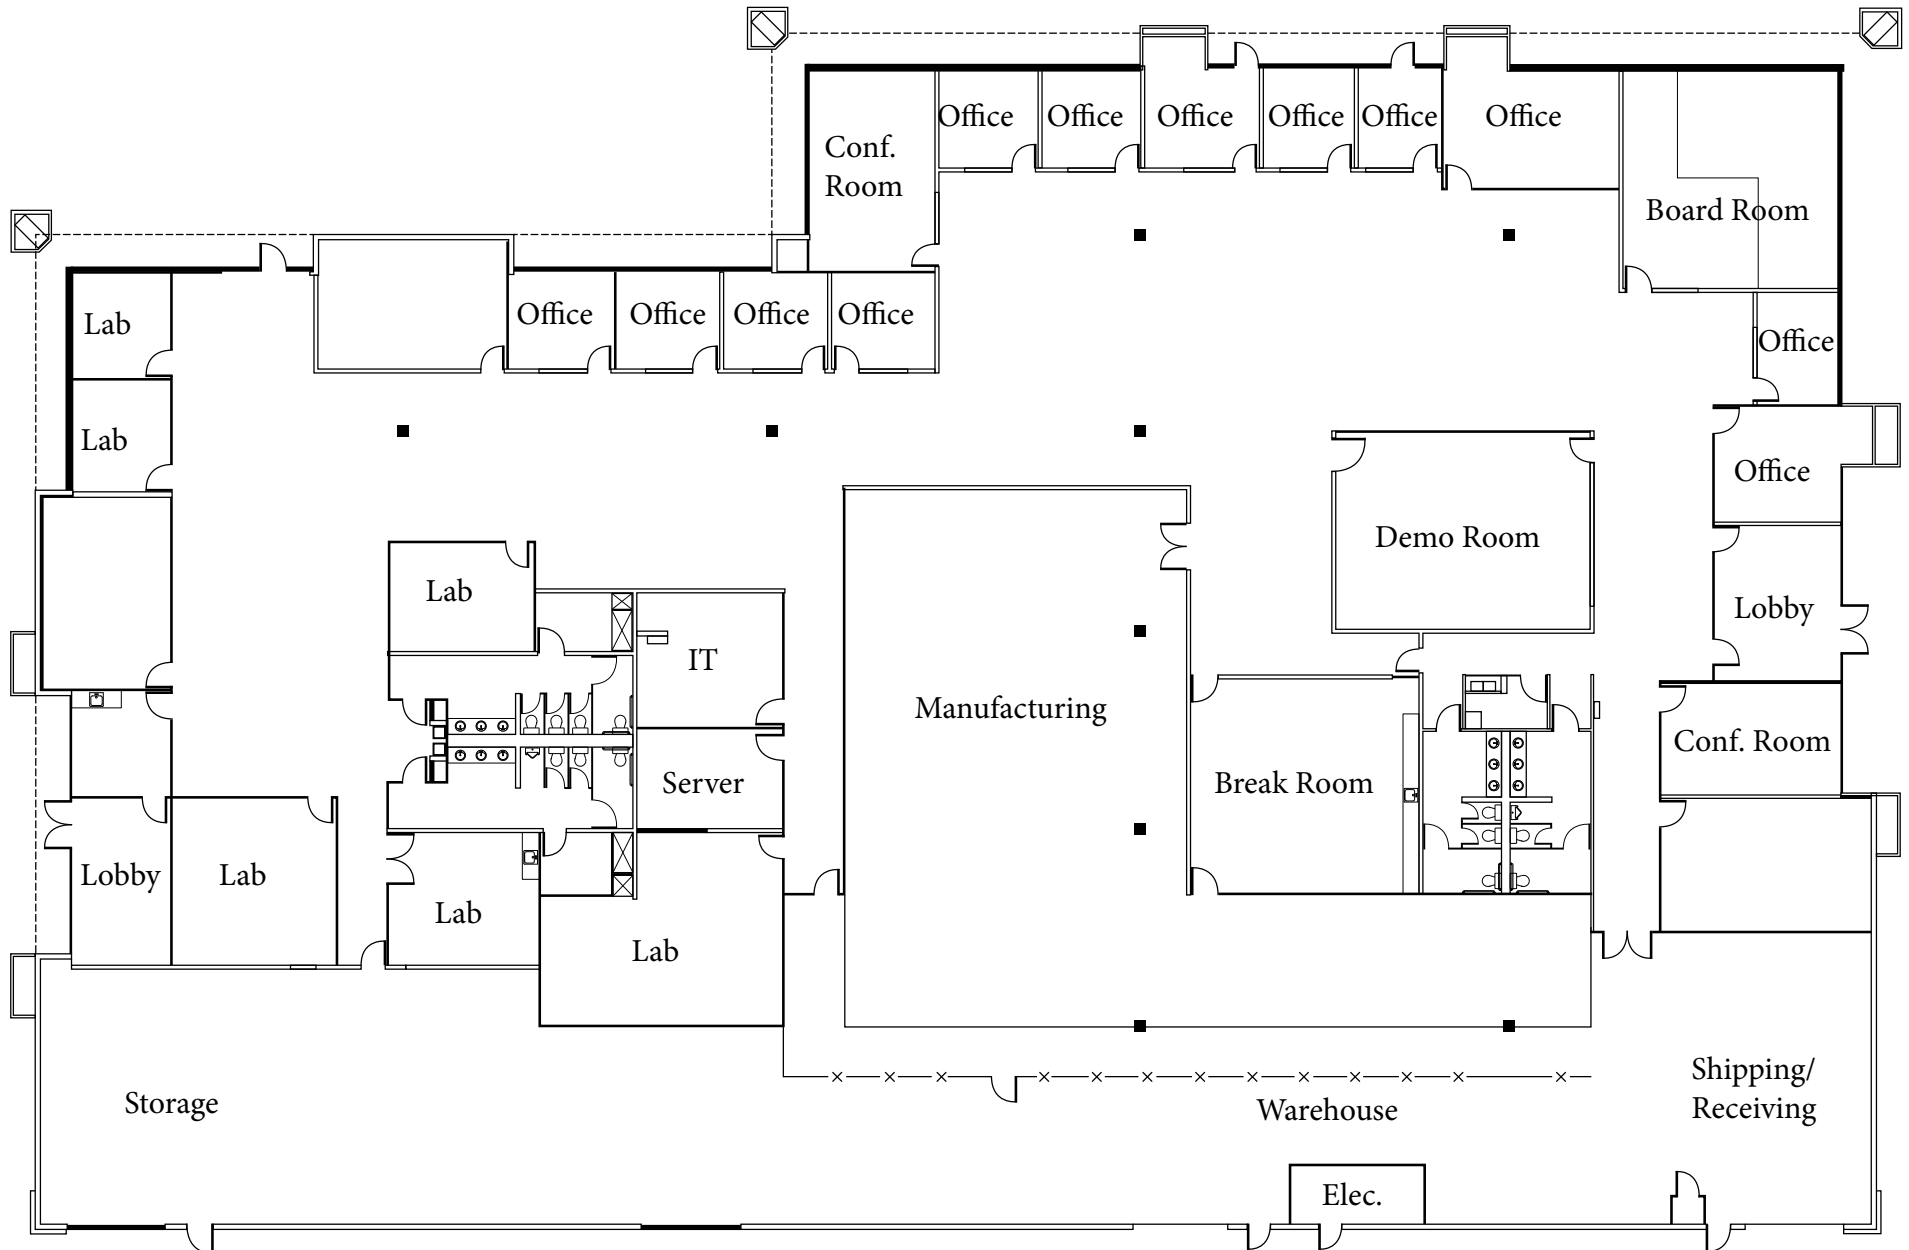 Office
Office
Office
Office
Office
Office
Conf.
Room
Board Room
Lab
Office
Office
Office
Office
Office
Lab
Office
Demo Room
Lab
Lobby
IT
Manufacturing
Conf. Room
Server
Break Room
Lobby
Lab
Lab
Lab
Storage
Warehouse
Shipping/
Receiving
Elec.